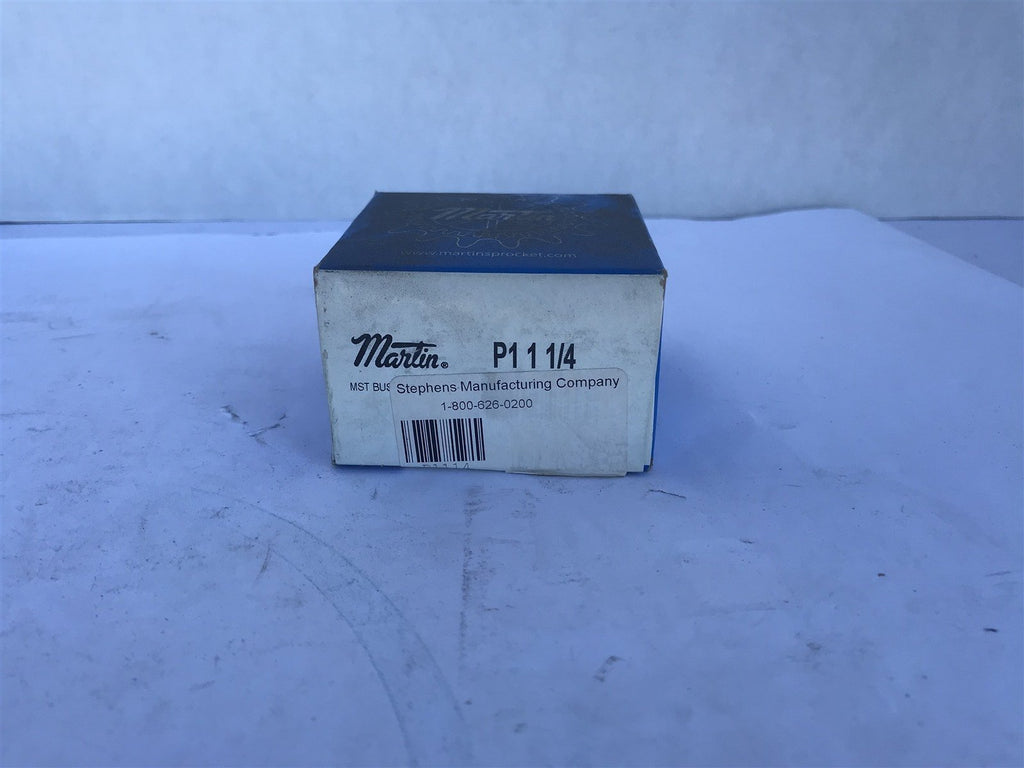 Martin
www.martinsprocket.com
Martin® P1 1 1/4
MST BUS
Stephens Manufacturing Company
1-800-626-0200